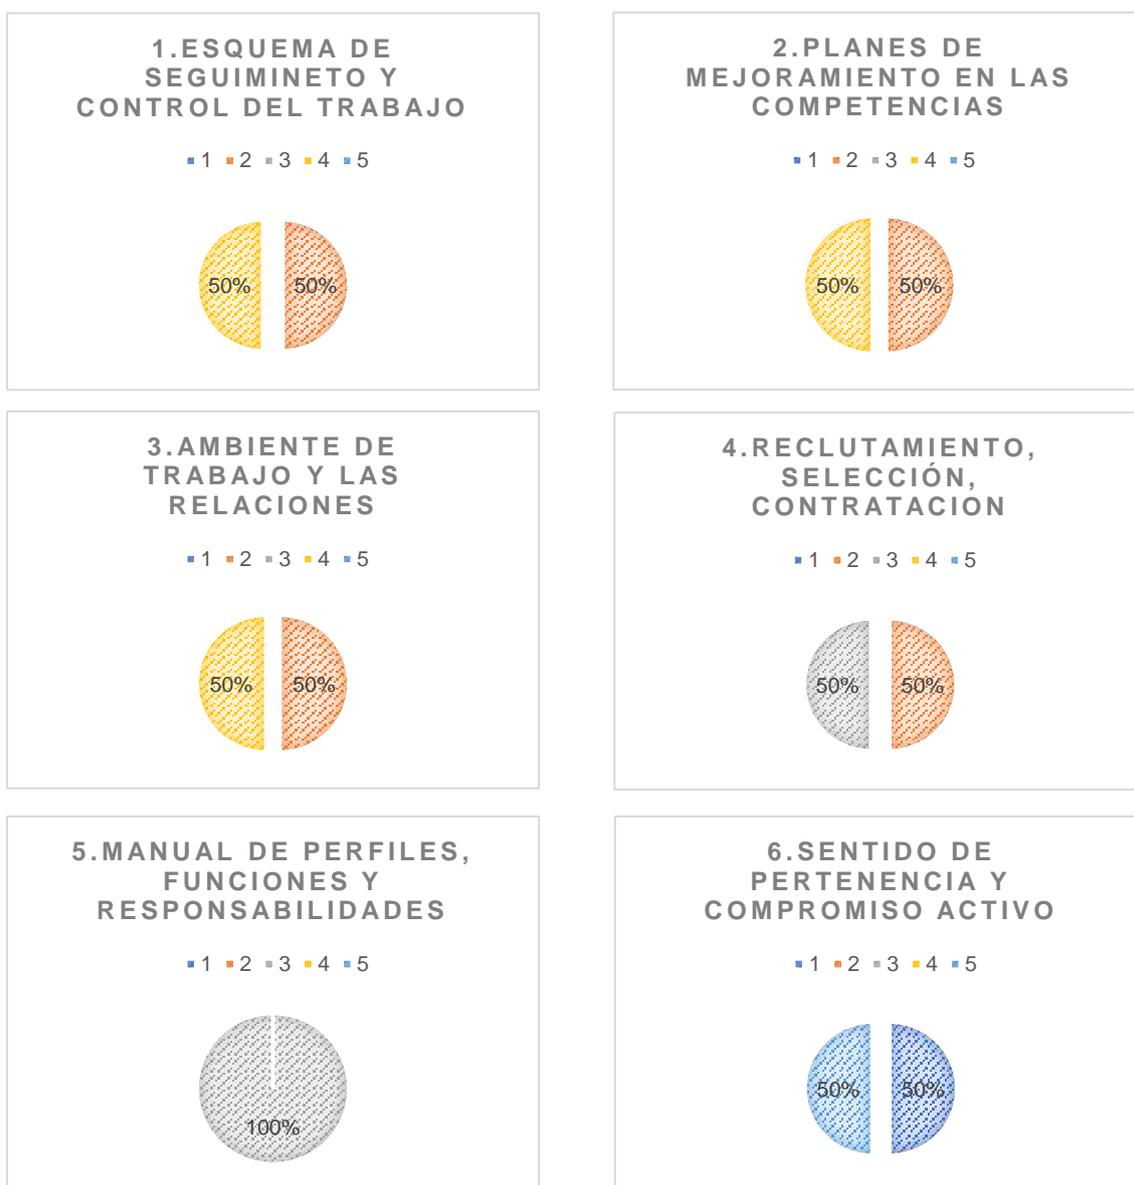 1.ESQUEMA DE
SEGUIMINETO Y
CONTROL DEL TRABAJO
1 2 3 4 5
50% 50%
2.PLANES DE
MEJORAMIENTO EN LAS
COMPETENCIAS
1 2 3 4 5
50% 50%
3.AMBIENTE DE
TRABAJO Y LAS
RELACIONES
1 2 3 4 5
50% 50%
4.RECLUTAMIENTO,
SELECCIÓN,
CONTRATACION
1 2 3 4 5
50% 50%
5.MANUAL DE PERFILES,
FUNCIONES Y
RESPONSABILIDADES
1 2 3 4 5
100%
6.SENTIDO DE
PERTENENCIA Y
COMPROMISO ACTIVO
1 2 3 4 5
50% 50%